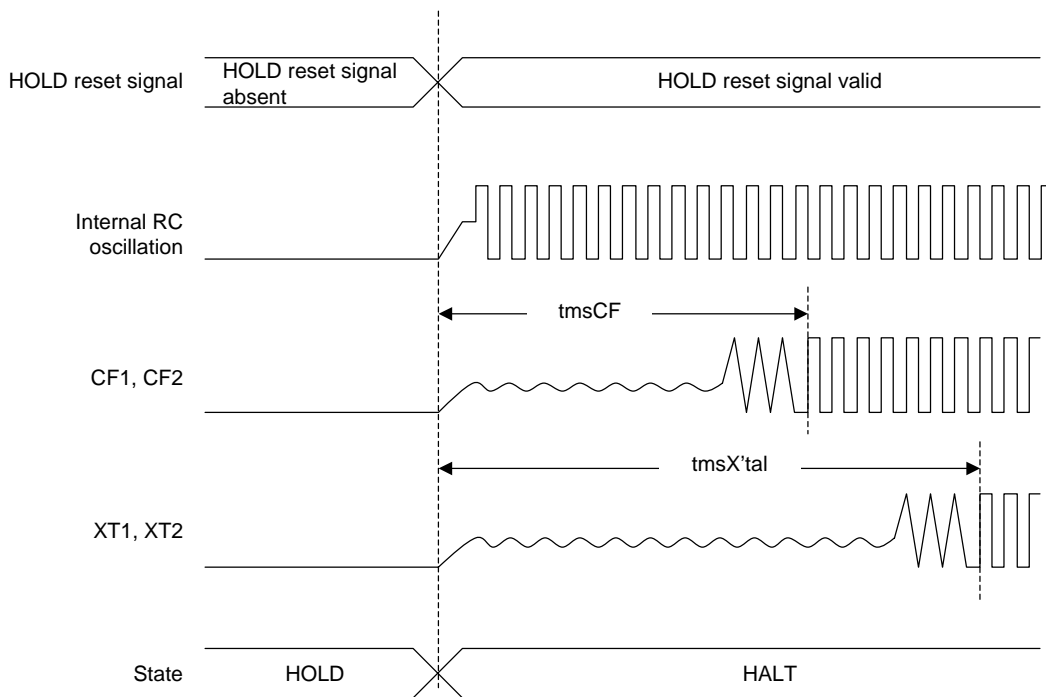 HOLD reset signal
HOLD reset signal
absent
HOLD reset signal valid
Internal RC
oscillation
tmsCF
CF1, CF2
tmsX’tal
XT1, XT2
State
HOLD
HALT